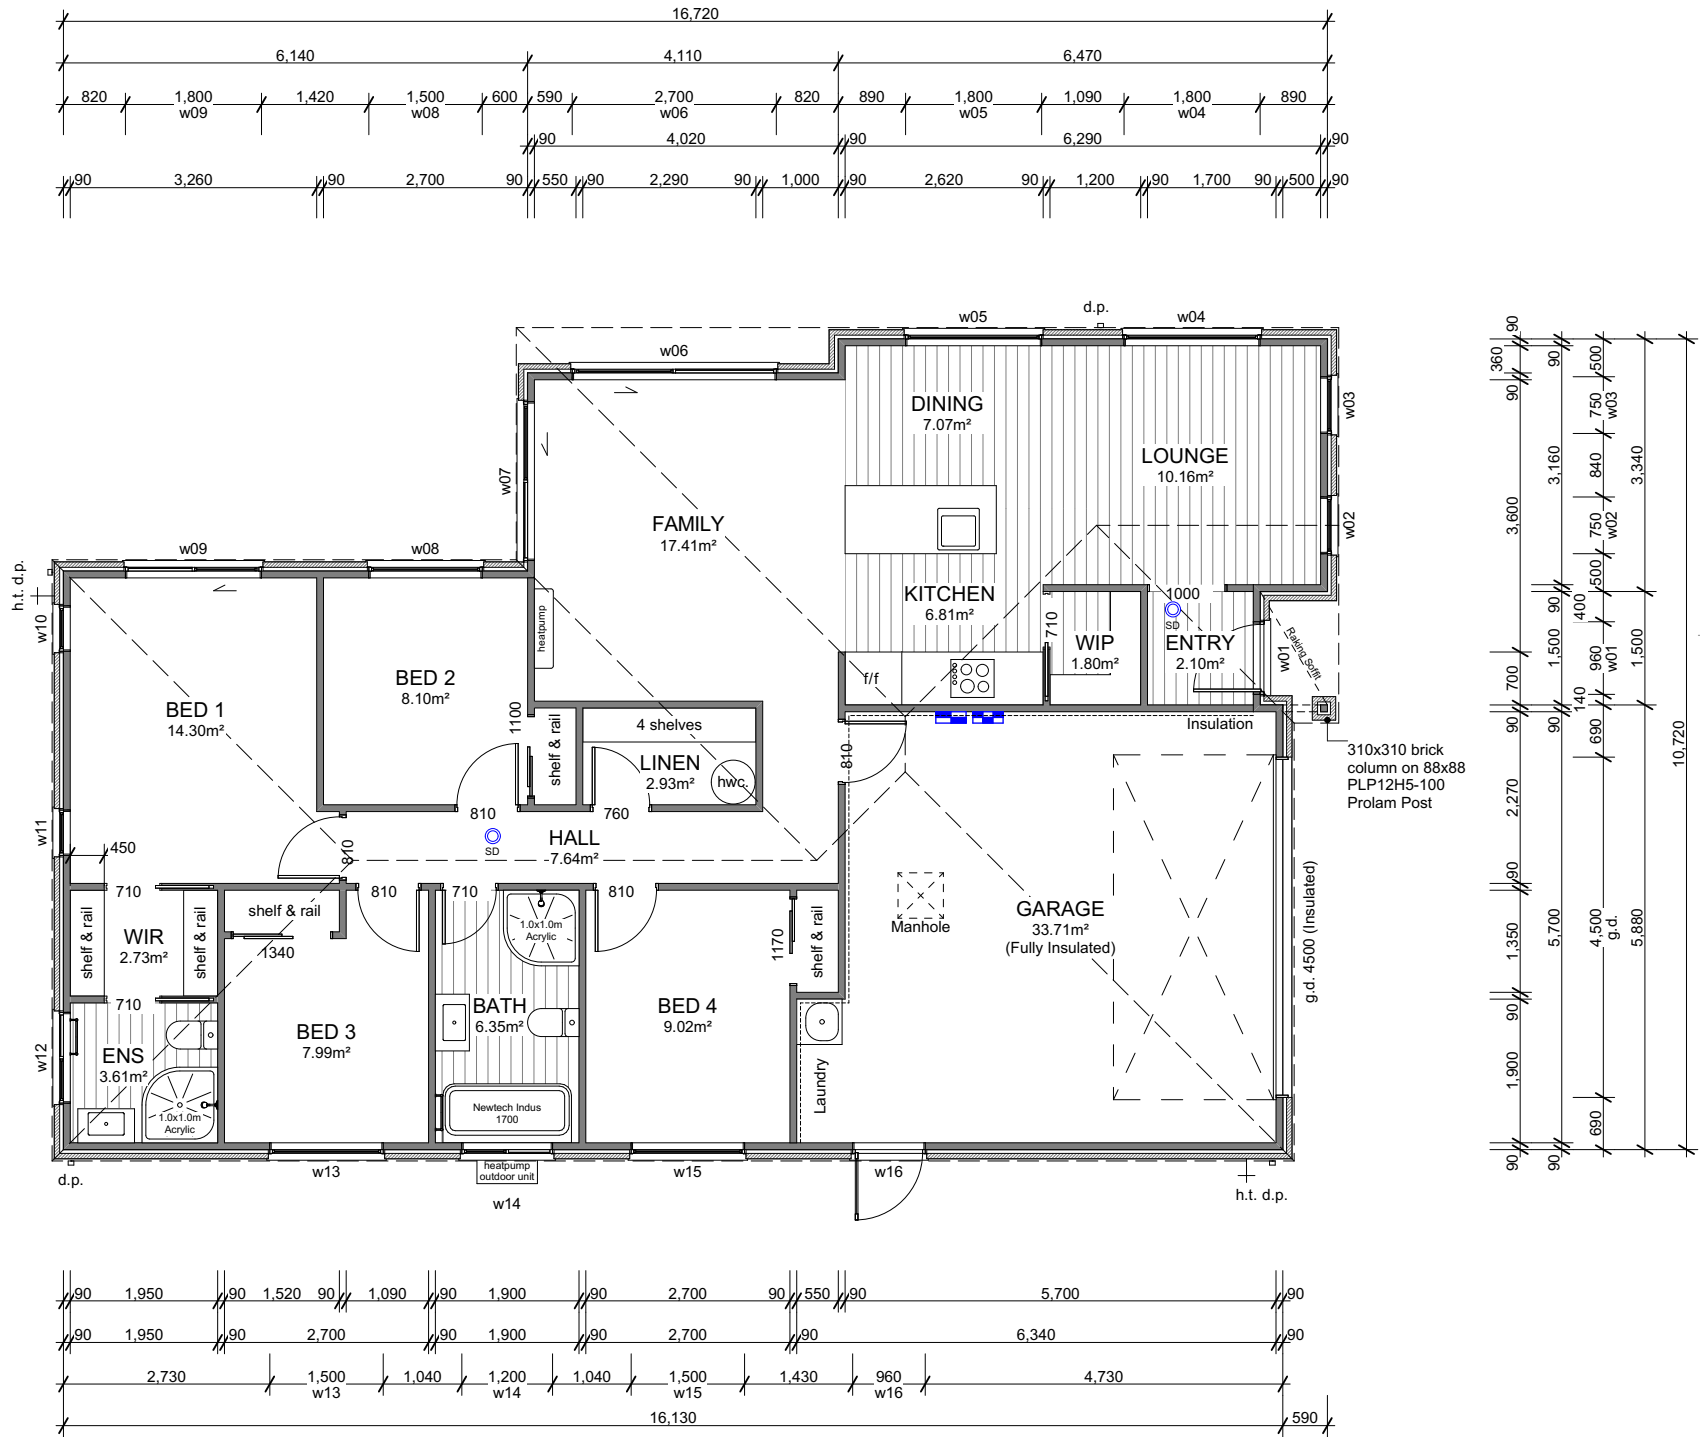 16,720
6,140 4,110 6,470
820 1,800 1,420 1,500 600 590 2,700 820 890 1,800 1,090 1,800 890
w09 w08 w06 w05 w04
90 4,020 90 6,290 90
90 3,260 90 2,700 90 550 90 2,290 90 1,000 90 2,620 90 1,200 90 1,700 90 500 90
d.p.
w05 w04
w06
w03
w07
w02
DINING
7.07m²
LOUNGE
10.16m²
FAMILY
17.41m²
w09 w08
h.t. d.p.
w10
w11
w12
KITCHEN
6.81m²
1000
SD
710
WIP
1.80m²
ENTRY
2.10m²
w01
Raking Soffit
f/f
heatpump
BED 2
8.10m²
BED 1
14.30m²
1100
shelf & rail
4 shelves
LINEN
2.93m²
hwc.
810
Insulation
310x310 brick
column on 88x88
PLP12H5-100
Prolam Post
810 760
SD
HALL
7.64m²
810
450
710
810 710 810
shelf & rail
WIR
2.73m²
shelf & rail
shelf & rail
1340
1.0x1.0m
Acrylic
1170
shelf & rail
Manhole
GARAGE
33.71m²
(Fully Insulated)
g.d. 4500 (Insulated)
710
BATH
6.35m²
BED 4
9.02m²
BED 3
7.99m²
ENS
3.61m²
1.0x1.0m
Acrylic
Newtech Indus
1700
Laundry
d.p.
w13
heatpump
outdoor unit
w14
w15 w16
h.t. d.p.
90 360 90 3,600 700 90 2,270 90 1,350 90 1,900 90
90 3,160 90 1,500 90 5,700 90
500 750 840 750 500 400 960 140 690 4,500 690
w03 w02 w01 g.d.
3,340 1,500 5,880
10,720
90 1,950 90 1,520 90 1,090 90 1,900 90 2,700 90 550 90 5,700 90
90 1,950 90 2,700 90 1,900 90 2,700 90 6,340 90
2,730 1,500 1,040 1,200 1,040 1,500 1,430 960 4,730
w13 w14 w15 w16
16,130 590